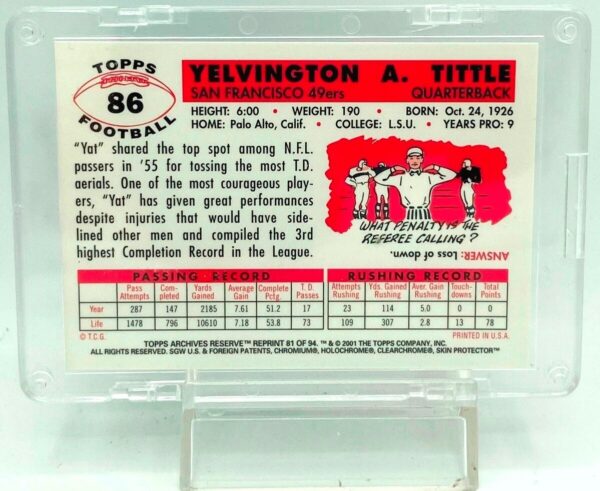 TOPPS
86
FOOTBALL
YELVINGTON A. TITTLE
SAN FRANCISCO 49ers QUARTERBACK
HEIGHT: 6:00 • WEIGHT: 190 • BORN: Oct. 24, 1926
HOME: Palo Alto, Calif. • COLLEGE: L.S.U. • YEARS PRO: 9
"Yat" shared the top spot among N.F.L.
passers in '55 for tossing the most T.D.
aerials. One of the most courageous play-
ers, "Yat" has given great performances
despite injuries that would have side-
lined other men and compiled the 3rd
highest Completion Record in the League.
WHAT PENALTY IS THE
REFEREE CALLING?
ANSWER: Loss of down.
PASSING RECORD RUSHING RECORD
Pass Attempts Com-pleted Yards Gained Average Gain Complete Pctg. T.D. Passes Attempts Rushing Yds. Gained Rushing Aver. Gain Rushing Touch-downs Total Points
Year 287 147 2185 7.61 51.2 17 23 114 5.0 0 0
Life 1478 796 10610 7.18 53.8 73 109 307 2.8 13 78
© T.C.G. PRINTED IN U.S.A.
TOPPS ARCHIVES RESERVE™ REPRINT 81 OF 94. ™ & © 2001 THE TOPPS COMPANY, INC.
ALL RIGHTS RESERVED. SGW U.S. & FOREIGN PATENTS, CHROMIUM®, HOLOCHROME®, CLEARCHROME®, SKIN PROTECTOR™